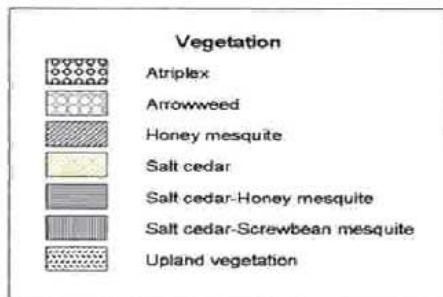 Vegetation
Atriplex
Arrowweed
Honey mesquite
Salt cedar
Salt cedar-Honey mesquite
Salt cedar-Screwbean mesquite
Upland vegetation